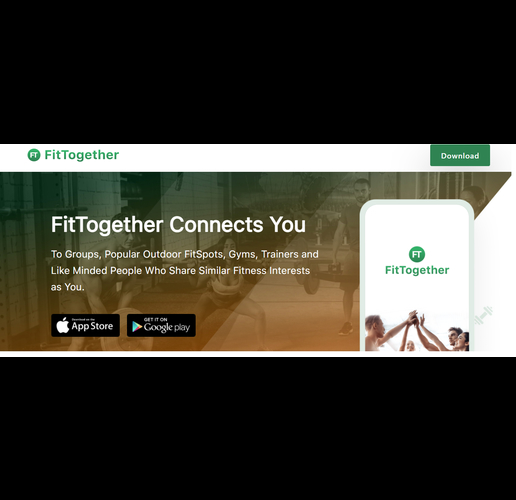 FT FitTogether
Download
FitTogether Connects You
To Groups, Popular Outdoor FitSpots, Gyms, Trainers and
Like Minded People Who Share Similar Fitness Interests
as You.
Download on the
App Store
GET IT ON
Google play
FT
FitTogether